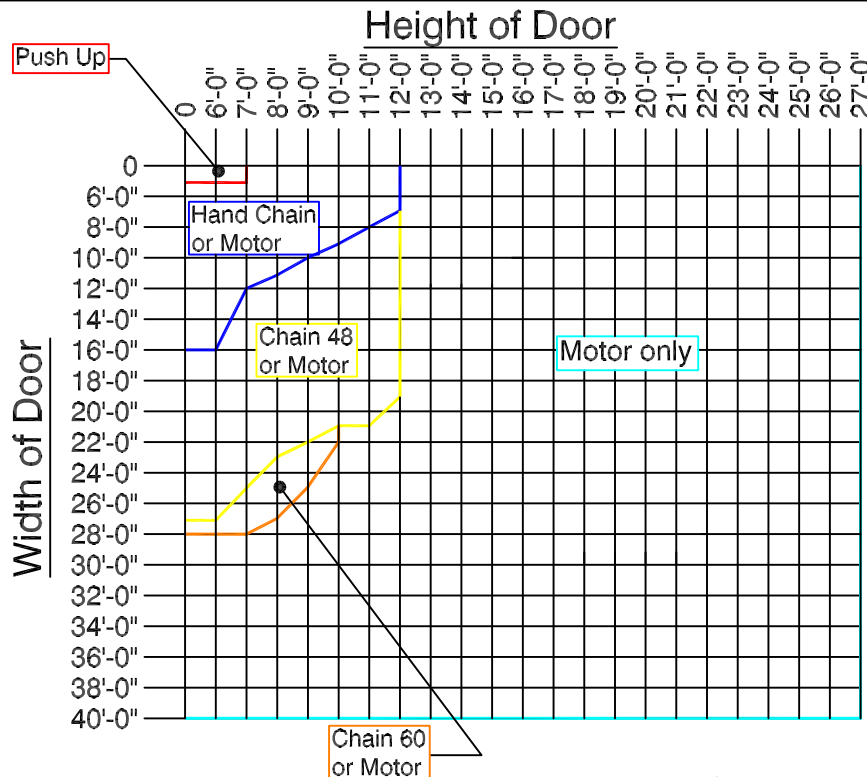 Height of Door
Push Up
0 6'-0" 7'-0" 8'-0" 9'-0" 10'-0" 11'-0" 12'-0" 13'-0" 14'-0" 15'-0" 16'-0" 17'-0" 18'-0" 19'-0" 20'-0" 21'-0" 22'-0" 23'-0" 24'-0" 25'-0" 26'-0" 27'-0"
Width of Door
0
6'-0"
8'-0"
10'-0"
12'-0"
14'-0"
16'-0"
18'-0"
20'-0"
22'-0"
24'-0"
26'-0"
28'-0"
30'-0"
32'-0"
34'-0"
36'-0"
38'-0"
40'-0"
Hand Chain
or Motor
Chain 48
or Motor
Motor only
Chain 60
or Motor